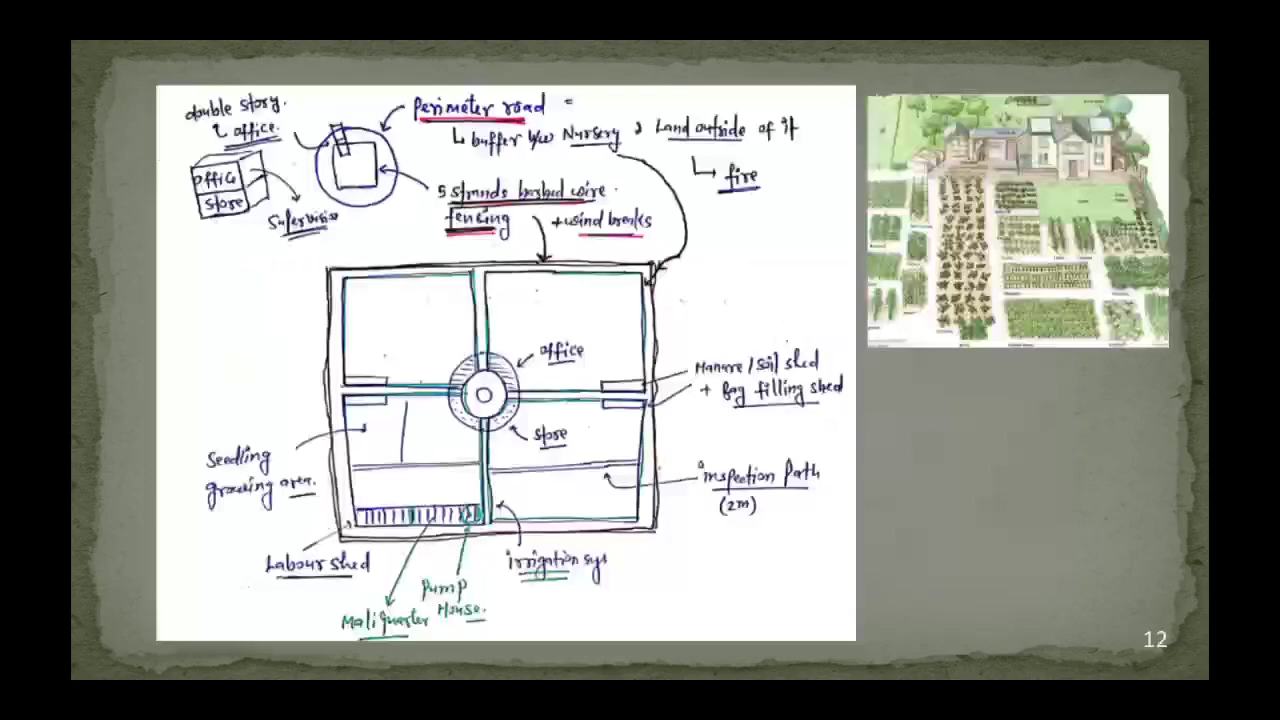 double story.
↳ office.
Perimeter road =
↳ buffer b/w Nursery & Land outside of it
↳ fire
office
store
Supervisio
5 strands barbed wire.
fencing
+ wind breaks
office
Manure/soil shed
+ Bag filling shed
store
Seedling
growing area.
inspection Path
(2m)
Labour shed
irrigation sys
Pump
House.
Mali quarter
12